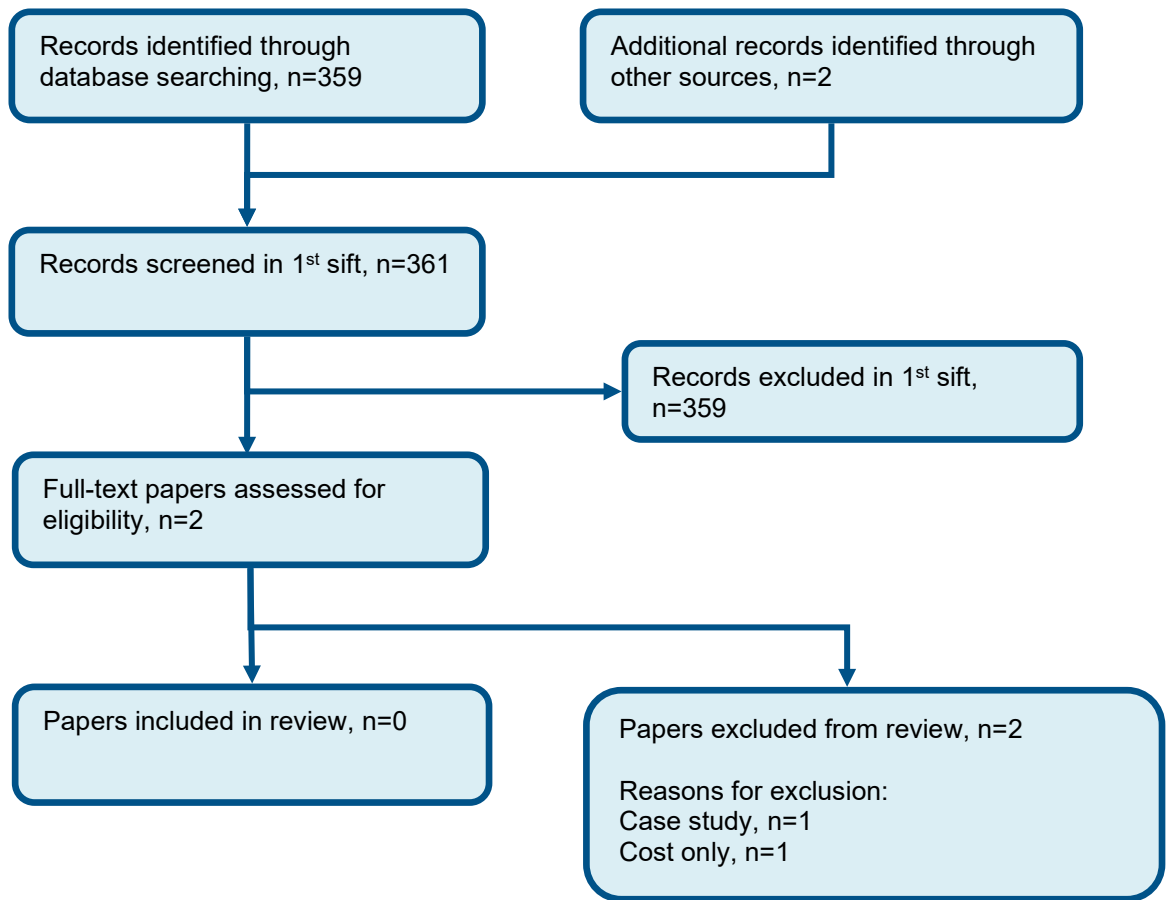 Records identified through
database searching, n=359
Additional records identified through
other sources, n=2
Records screened in 1st sift, n=361
Records excluded in 1st sift,
n=359
Full-text papers assessed for
eligibility, n=2
Papers included in review, n=0
Papers excluded from review, n=2
Reasons for exclusion:
Case study, n=1
Cost only, n=1